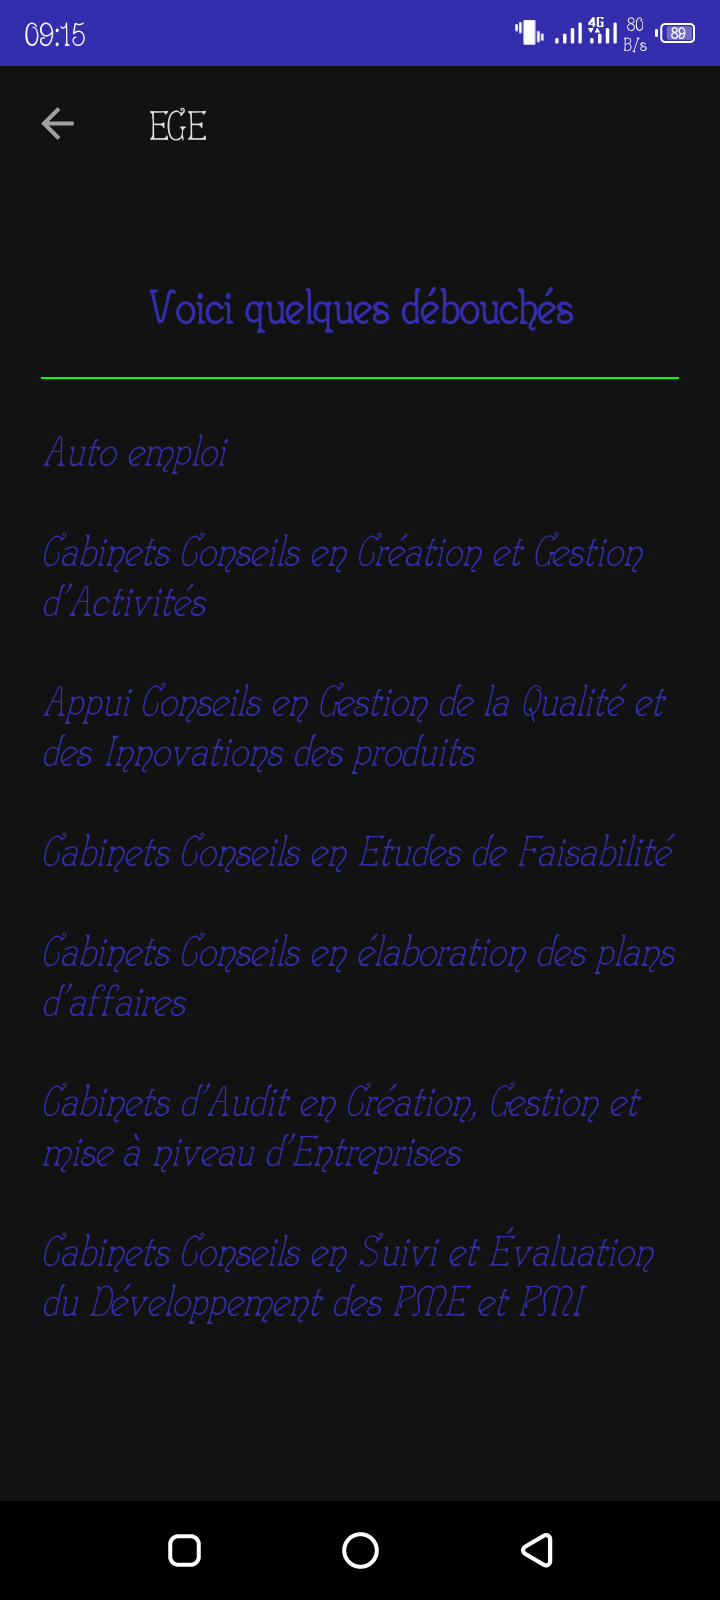 09:15
4G
80
B/s
89
EGE
Voici quelques débouchés
Auto emploi
Cabinets Conseils en Création et Gestion
d'Activités
Appui Conseils en Gestion de la Qualité et
des Innovations des produits
Cabinets Conseils en Etudes de Faisabilité
Cabinets Conseils en élaboration des plans
d'affaires
Cabinets d'Audit en Création, Gestion et
mise à niveau d'Entreprises
Cabinets Conseils en Suivi et Évaluation
du Développement des PME et PMI